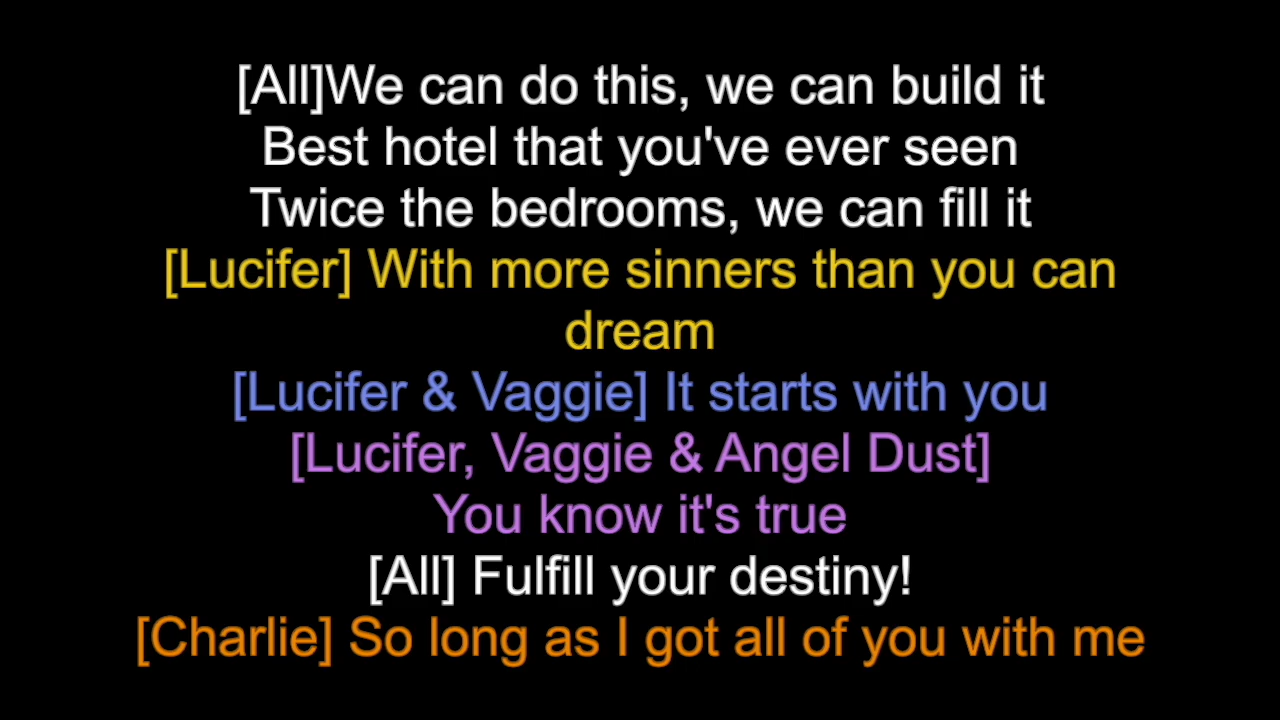 [All]We can do this, we can build it
Best hotel that you've ever seen
Twice the bedrooms, we can fill it
[Lucifer] With more sinners than you can
dream
[Lucifer & Vaggie] It starts with you
[Lucifer, Vaggie & Angel Dust]
You know it's true
[All] Fulfill your destiny!
[Charlie] So long as I got all of you with me